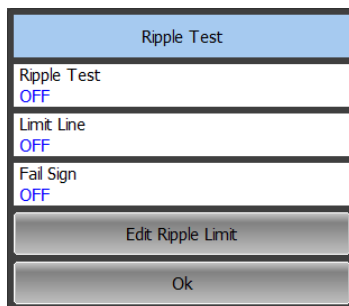 Ripple Test
Ripple Test
OFF
Limit Line
OFF
Fail Sign
OFF
Edit Ripple Limit
Ok